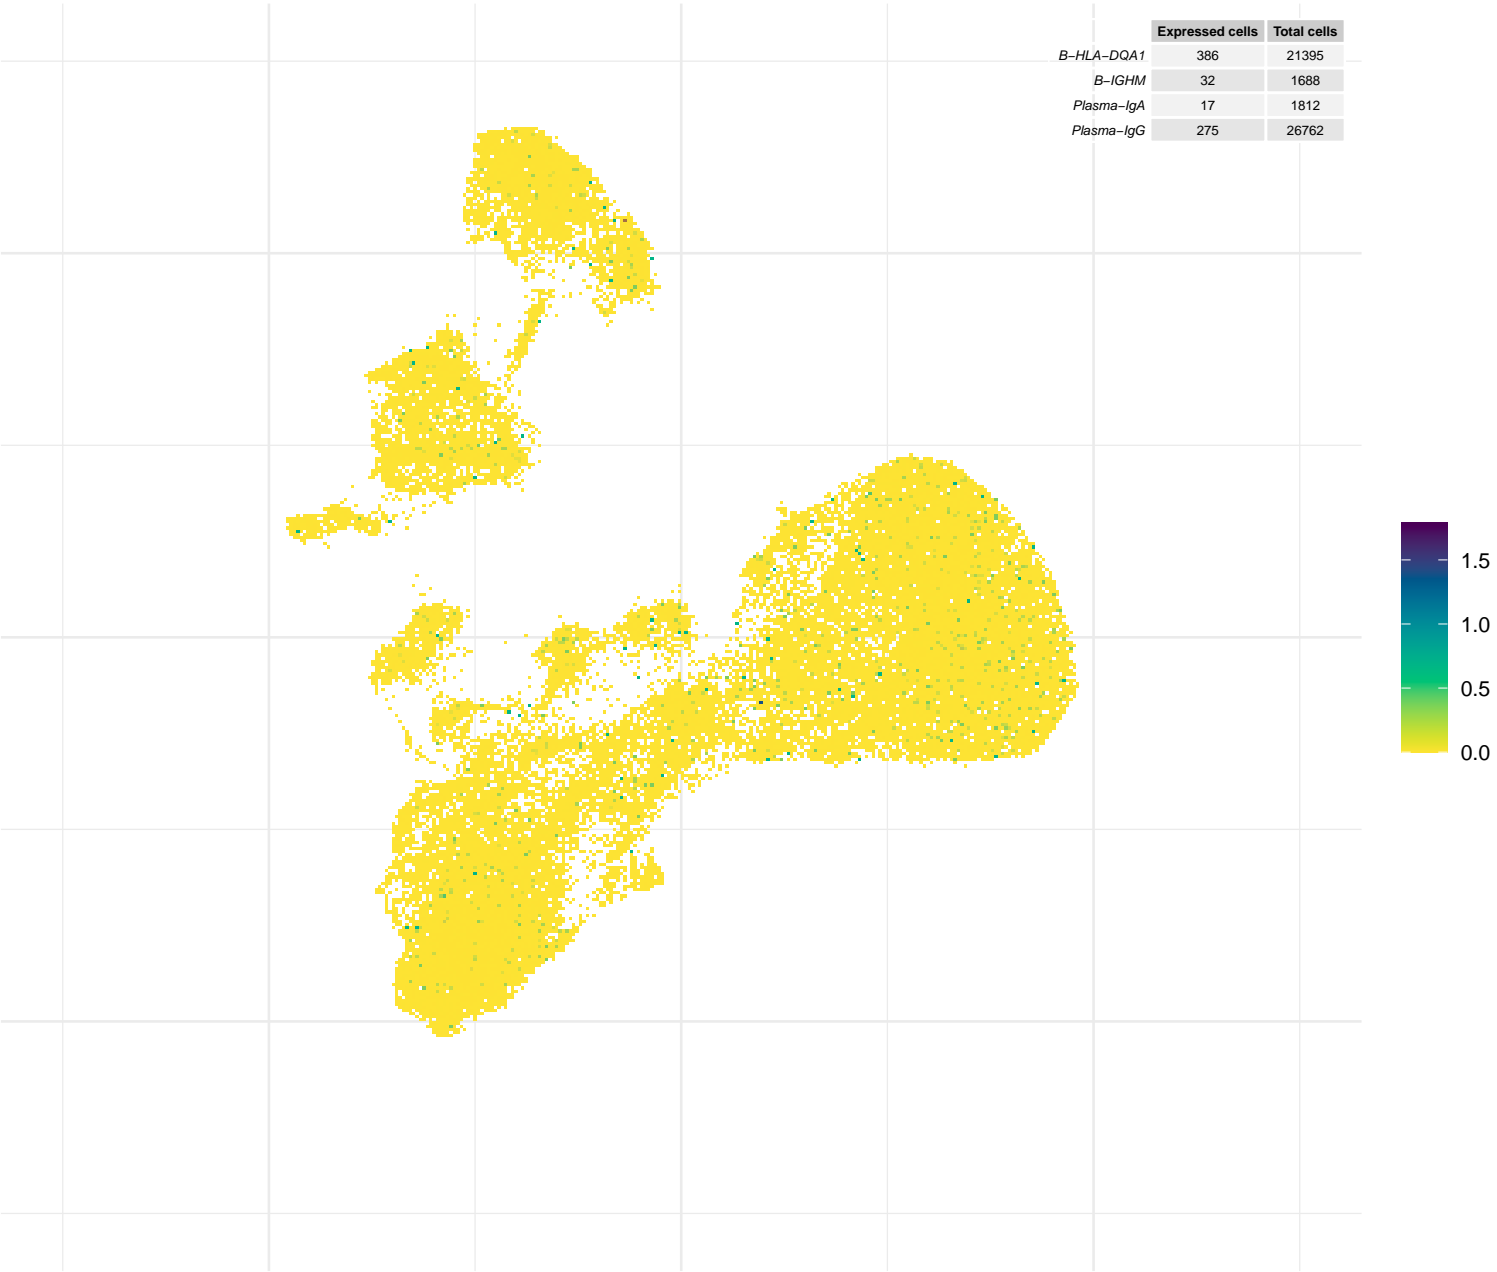 Expressed cells Total cells
B−HLA−DQA1 386 21395
B−IGHM 32 1688
Plasma−IgA 17 1812
Plasma−IgG 275 26762
1.5
1.0
0.5
0.0